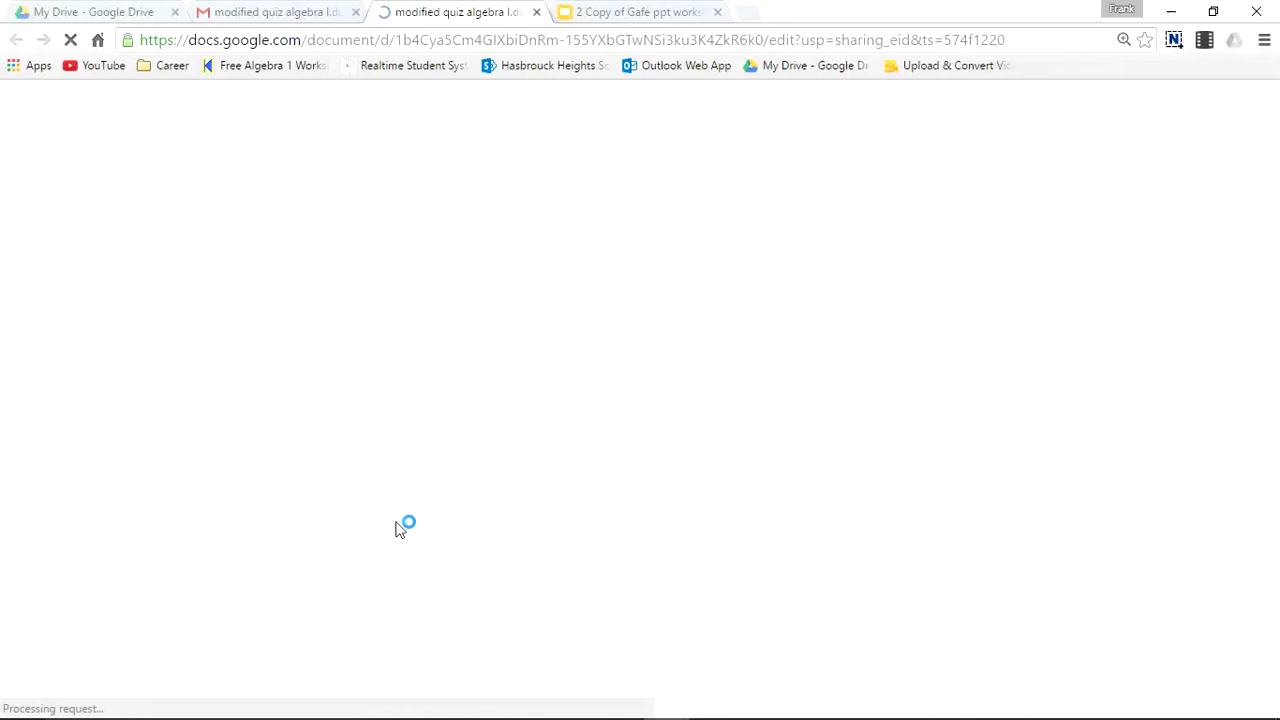 My Drive - Google Drive
modified quiz algebra I.d
modified quiz algebra I.d
2 Copy of Gafe ppt works
Frank
https://docs.google.com/document/d/1b4Cya5Cm4GIXbiDnRm-155YXbGTwNSi3ku3K4ZkR6k0/edit?usp=sharing_eid&ts=574f1220
Apps YouTube Career Free Algebra 1 Works Realtime Student Syst Hasbrouck Heights Sc Outlook Web App My Drive - Google Dr Upload & Convert Vid
Processing request...